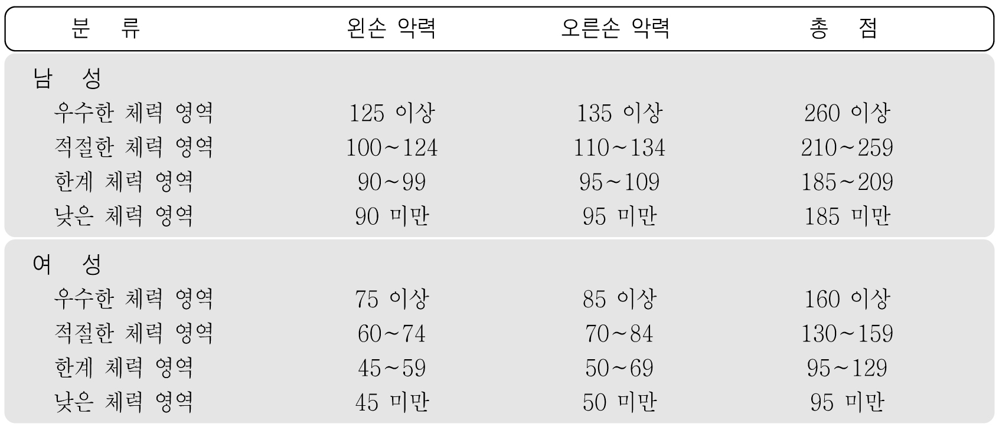 분 류 왼손 악력 오른손 악력 총 점
남 성
우수한 체력 영역 125 이상 135 이상 260 이상
적절한 체력 영역 100~124 110~134 210~259
한계 체력 영역 90~99 95~109 185~209
낮은 체력 영역 90 미만 95 미만 185 미만
여 성
우수한 체력 영역 75 이상 85 이상 160 이상
적절한 체력 영역 60~74 70~84 130~159
한계 체력 영역 45~59 50~69 95~129
낮은 체력 영역 45 미만 50 미만 95 미만